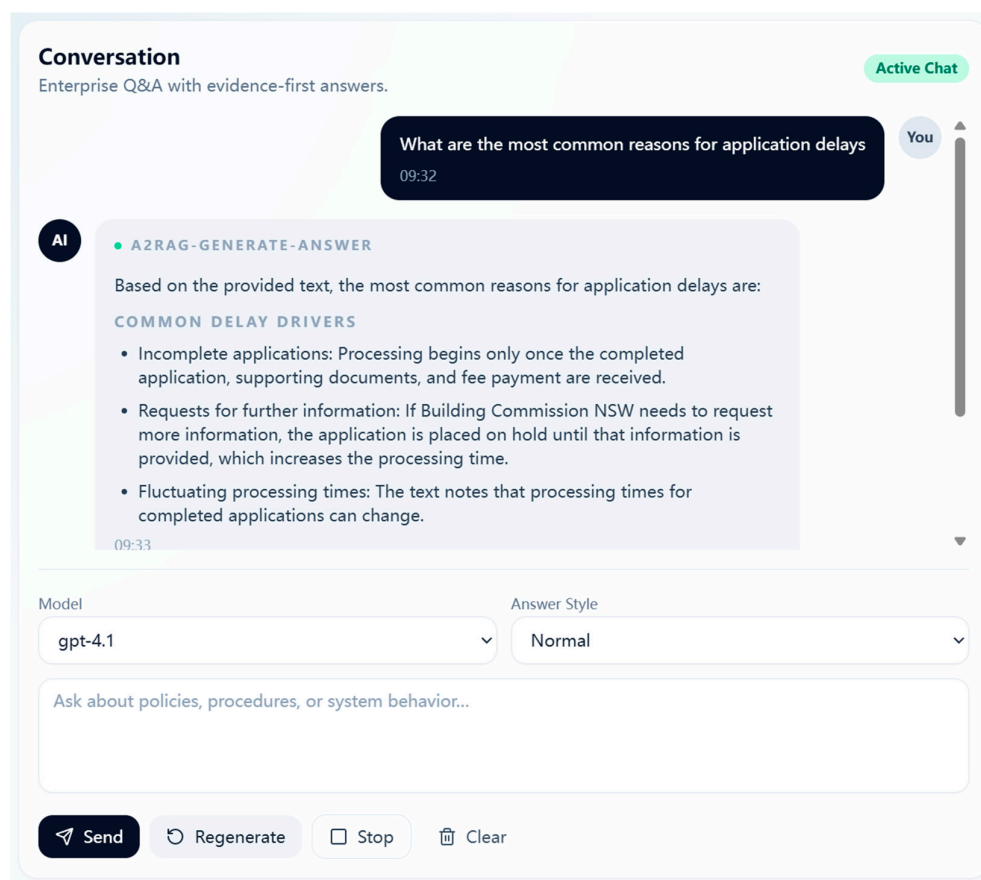 Conversation
Enterprise Q&A with evidence-first answers.
Active Chat
What are the most common reasons for application delays
09:32
You
AI
A2RAG-GENERATE-ANSWER
Based on the provided text, the most common reasons for application delays are:
COMMON DELAY DRIVERS
• Incomplete applications: Processing begins only once the completed
application, supporting documents, and fee payment are received.
• Requests for further information: If Building Commission NSW needs to request
more information, the application is placed on hold until that information is
provided, which increases the processing time.
• Fluctuating processing times: The text notes that processing times for
completed applications can change.
09:33
Model
Answer Style
gpt-4.1
Normal
Ask about policies, procedures, or system behavior...
Send
Regenerate
Stop
Clear